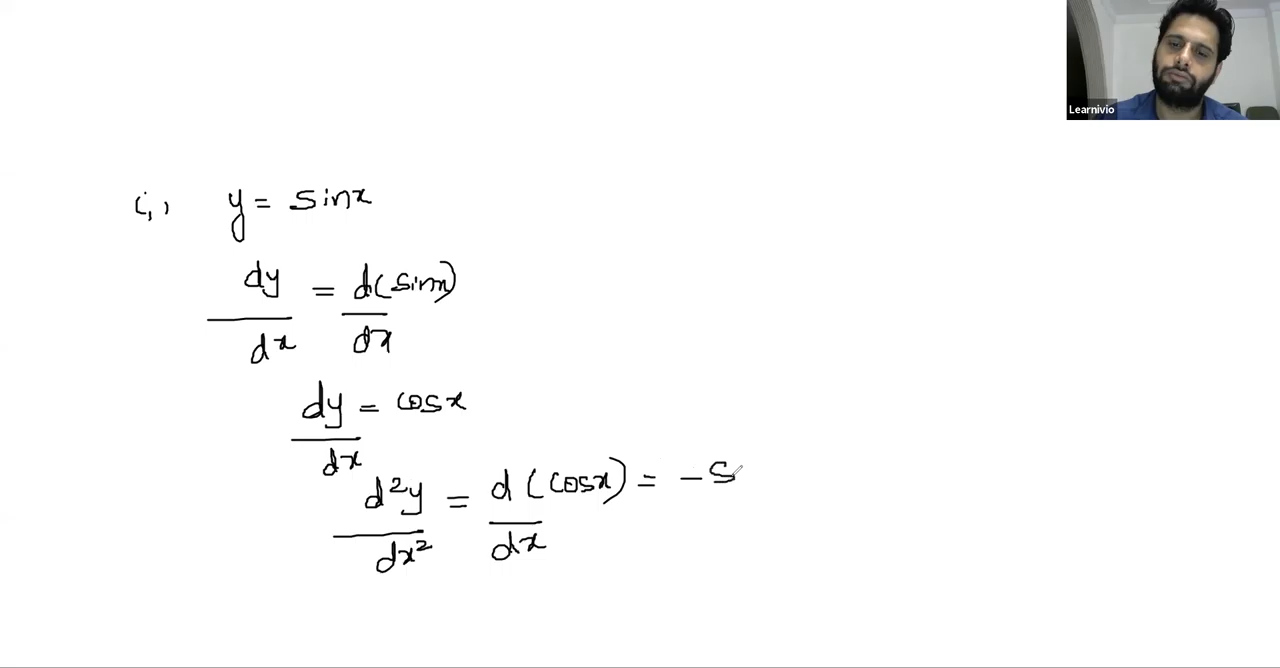 Learnivio
(i) y = sinx
dy/dx = d(sinx)/dx
dy/dx = cosx
d²y/dx² = d(cosx)/dx = -s